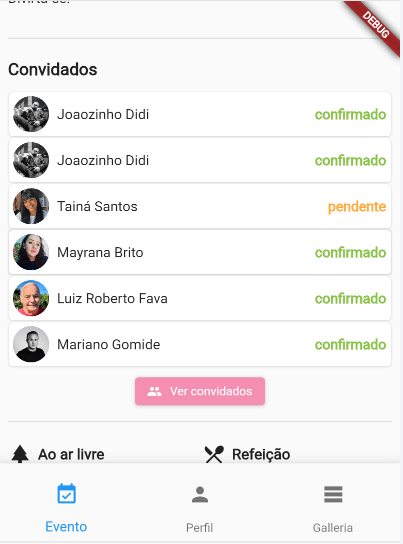 Divirta-se!
DEBUG
Convidados
Joaozinho Didi confirmado
Joaozinho Didi confirmado
Tainá Santos pendente
Mayrana Brito confirmado
Luiz Roberto Fava confirmado
Mariano Gomide confirmado
Ver convidados
Ao ar livre Refeição
Evento Perfil Galleria